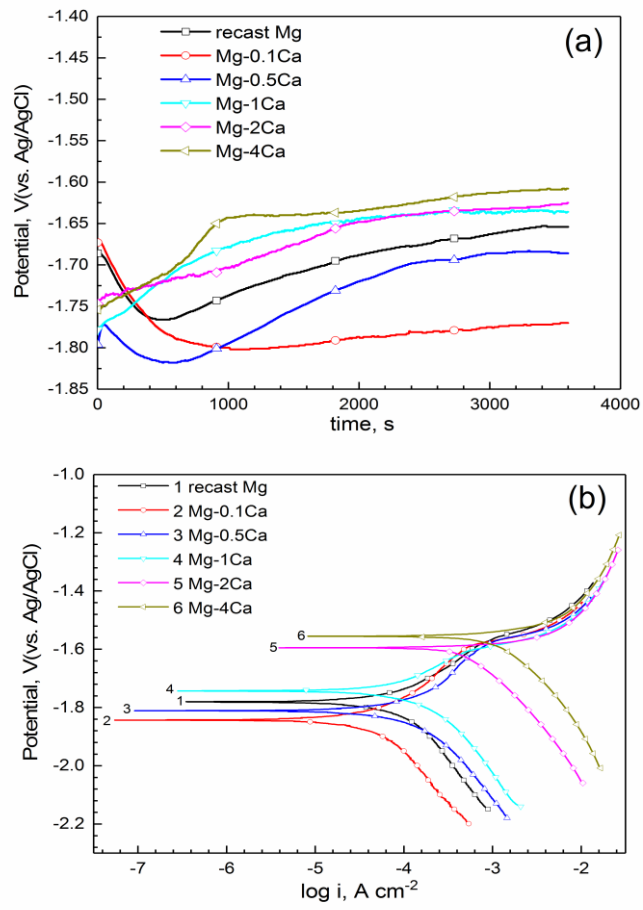 (a)
recast Mg
Mg-0.1Ca
Mg-0.5Ca
Mg-1Ca
Mg-2Ca
Mg-4Ca
-1.40
-1.45
-1.50
-1.55
-1.60
-1.65
-1.70
-1.75
-1.80
-1.85
Potential, V(vs. Ag/AgCl)
0 1000 2000 3000 4000
time, s
(b)
1 recast Mg
2 Mg-0.1Ca
3 Mg-0.5Ca
4 Mg-1Ca
5 Mg-2Ca
6 Mg-4Ca
-1.0
-1.2
-1.4
-1.6
-1.8
-2.0
-2.2
Potential, V(vs. Ag/AgCl)
6
5
4
1
3
2
-7 -6 -5 -4 -3 -2
log i, A cm-2